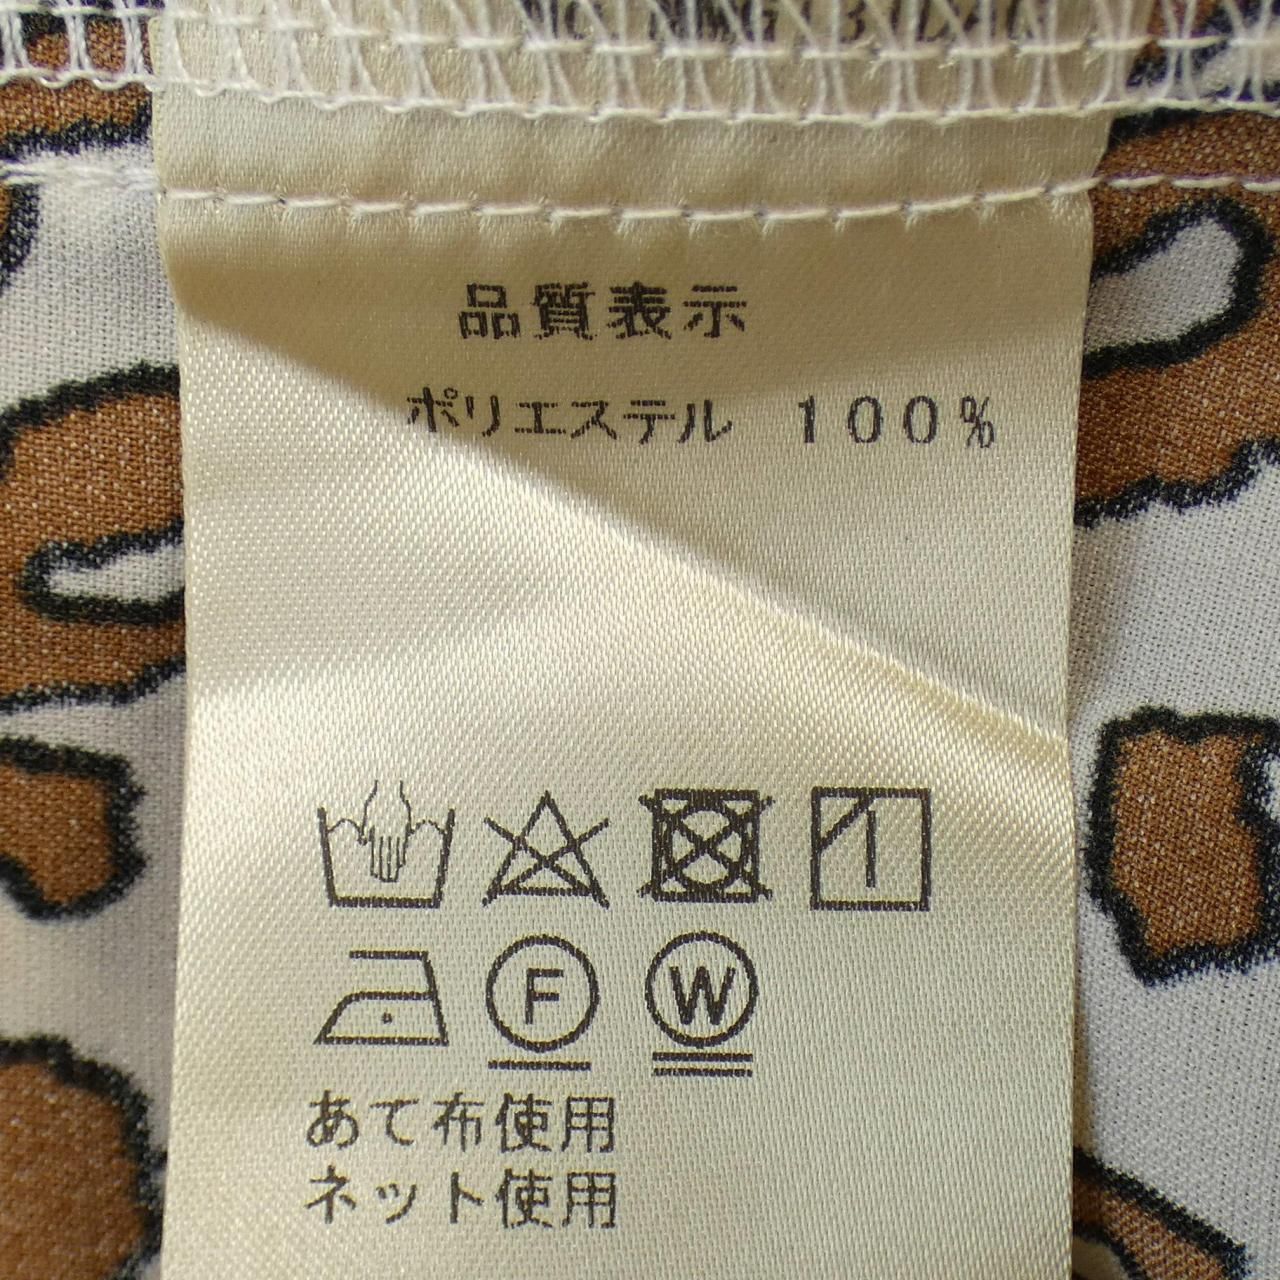 品質表示
ポリエステル 100%
F
W
あて布使用
ネット使用